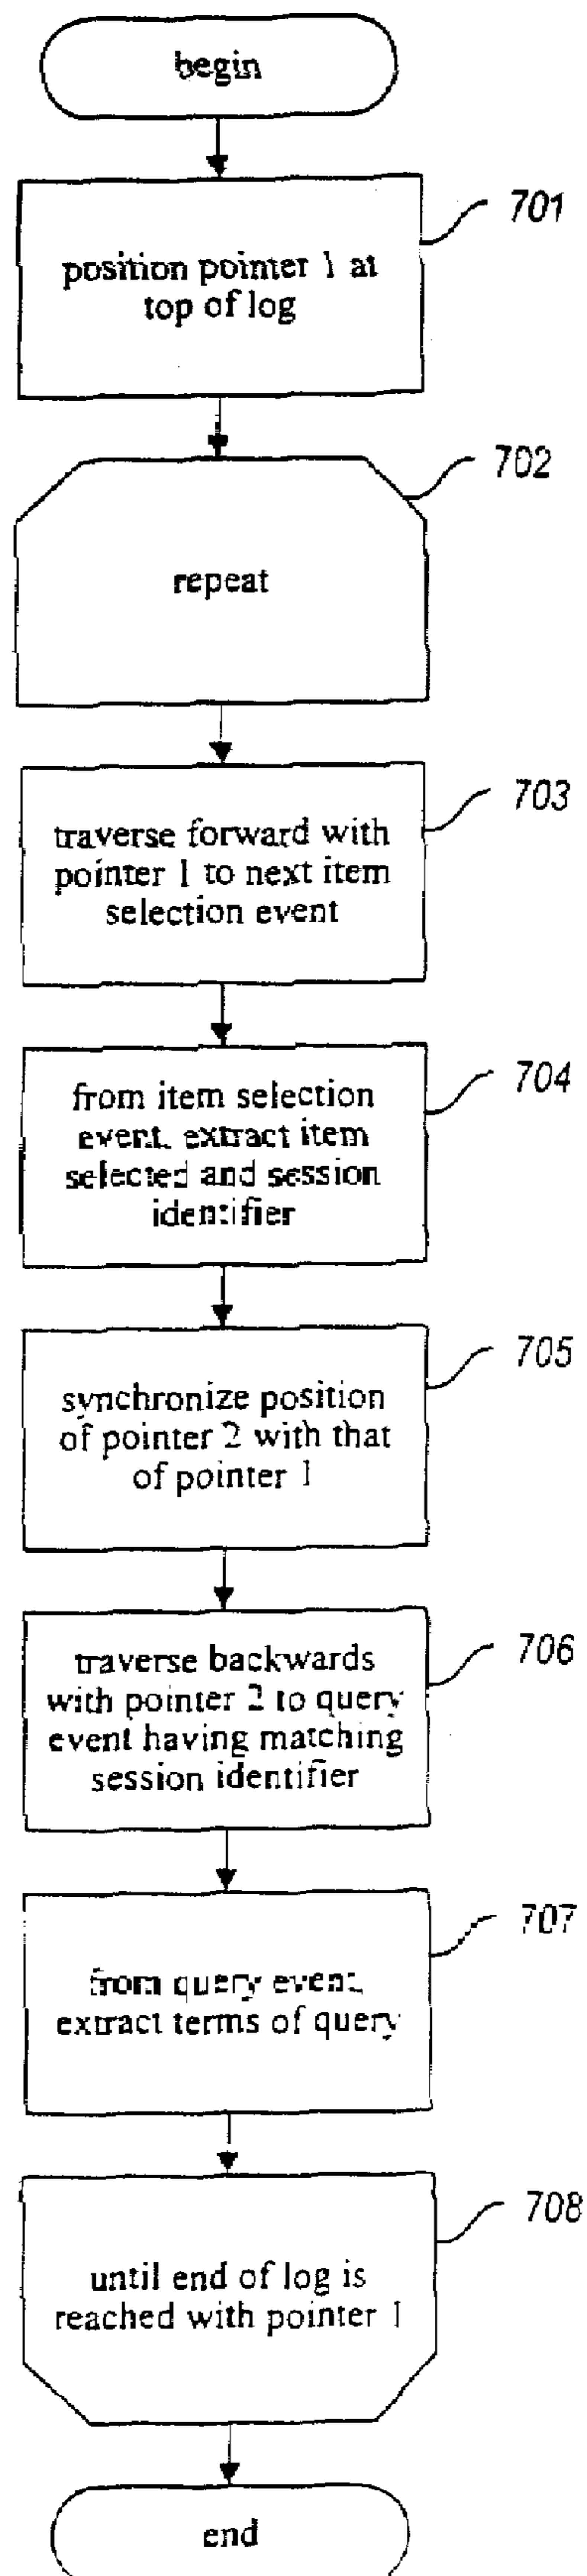 begin
701
position pointer 1 at
top of log
702
repeat
703
traverse forward with
pointer 1 to next item
selection event
704
from item selection
event, extract item
selected and session
identifier
705
synchronize position
of pointer 2 with that
of pointer 1
706
traverse backwards
with pointer 2 to query
event having matching
session identifier
707
from query event,
extract terms of query
708
until end of log is
reached with pointer 1
end